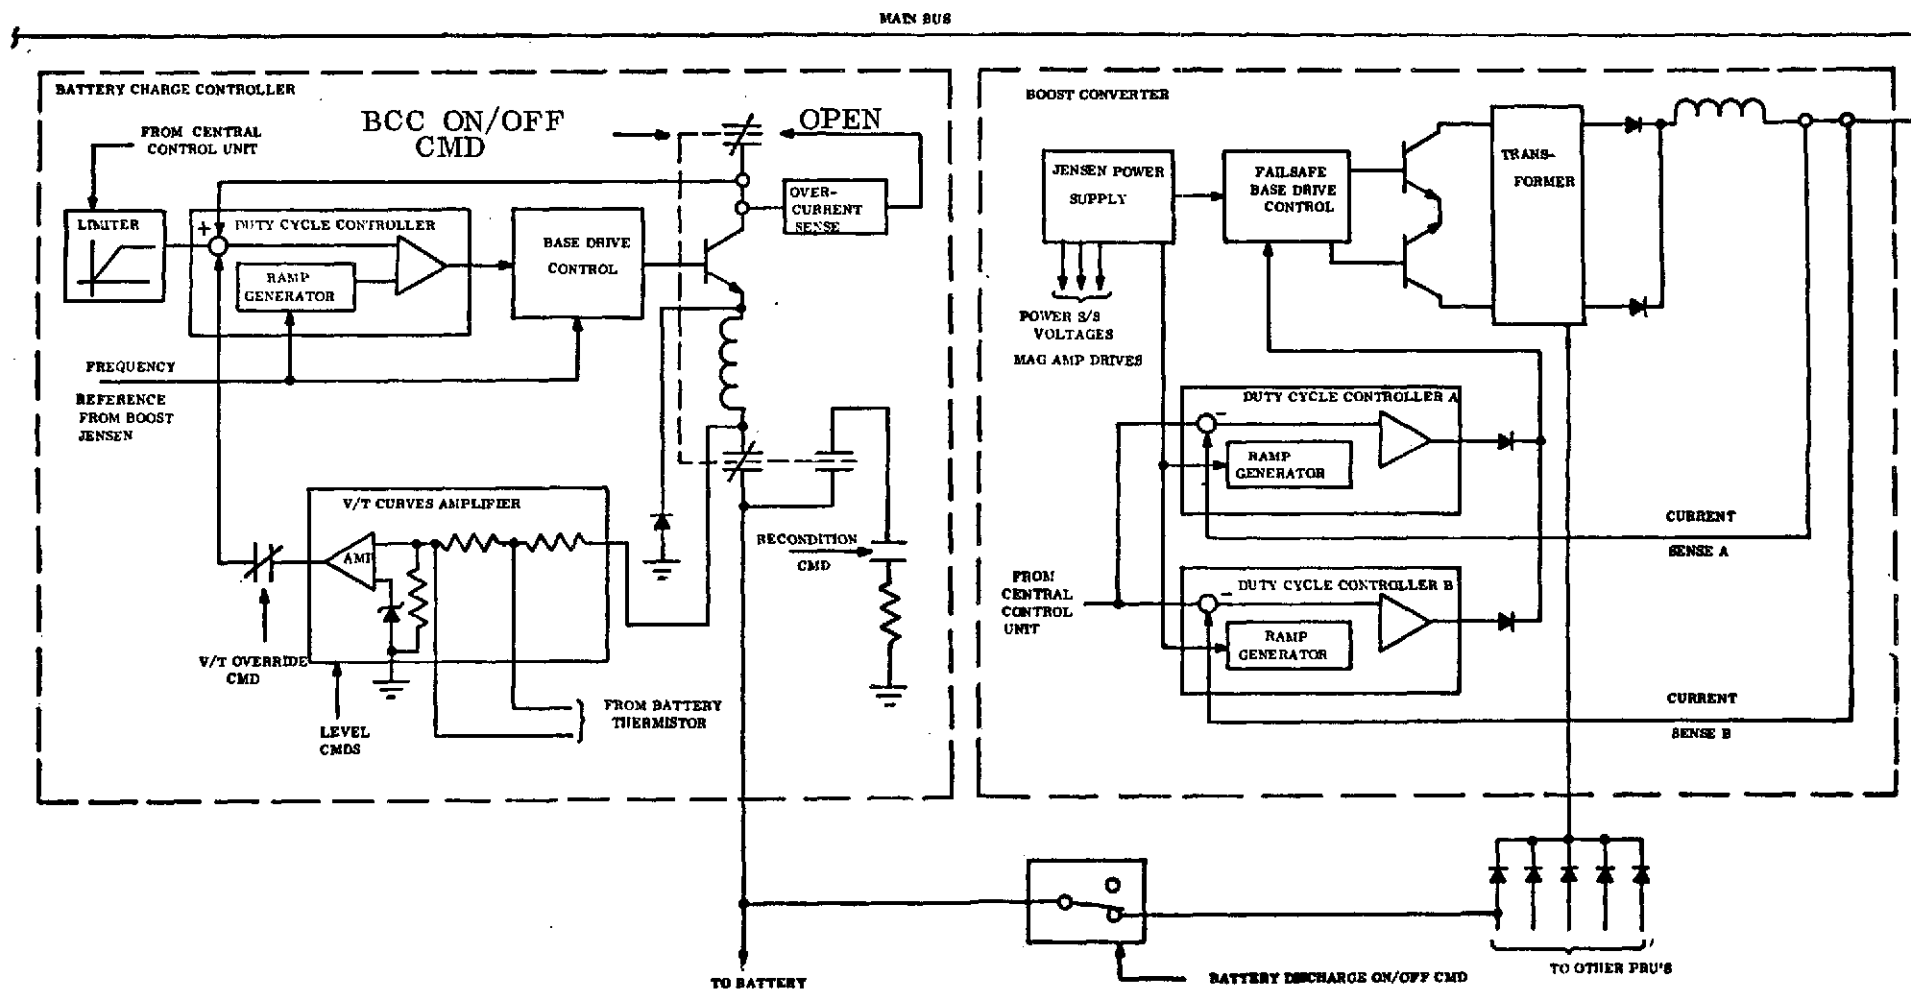 MAIN BUS
BATTERY CHARGE CONTROLLER
FROM CENTRAL
CONTROL UNIT
BCC ON/OFF
CMD
OPEN
LIMITER
+
DUTY CYCLE CONTROLLER
RAMP
GENERATOR
BASE DRIVE
CONTROL
OVER-
CURRENT
SENSE
FREQUENCY
REFERENCE
FROM BOOST
JENSEN
V/T CURVES AMPLIFIER
AMP
V/T OVERRIDE
CMD
LEVEL
CMDS
FROM BATTERY
THERMISTOR
RECONDITION
CMD
BOOST CONVERTER
JENSEN POWER
SUPPLY
FAILSAFE
BASE DRIVE
CONTROL
TRANS-
FORMER
POWER S/S
VOLTAGES
MAG AMP DRIVES
DUTY CYCLE CONTROLLER A
-
RAMP
GENERATOR
CURRENT
SENSE A
FROM
CENTRAL
CONTROL
UNIT
DUTY CYCLE CONTROLLER B
-
RAMP
GENERATOR
CURRENT
SENSE B
TO OTHER PRU'S
BATTERY DISCHARGE ON/OFF CMD
TO BATTERY